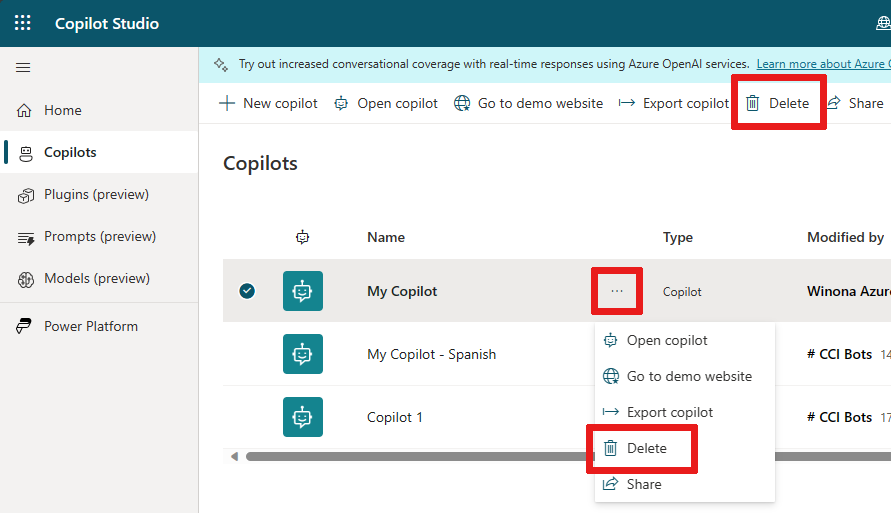 Copilot Studio
Try out increased conversational coverage with real-time responses using Azure OpenAI services. Learn more about Azure
New copilot Open copilot Go to demo website Export copilot Delete Share
Home
Copilots
Plugins (preview)
Prompts (preview)
Models (preview)
Power Platform
Copilots
Name Type Modified by
My Copilot ... Copilot Winona Azur
My Copilot - Spanish # CCI Bots 14
Copilot 1 # CCI Bots 17
Open copilot
Go to demo website
Export copilot
Delete
Share